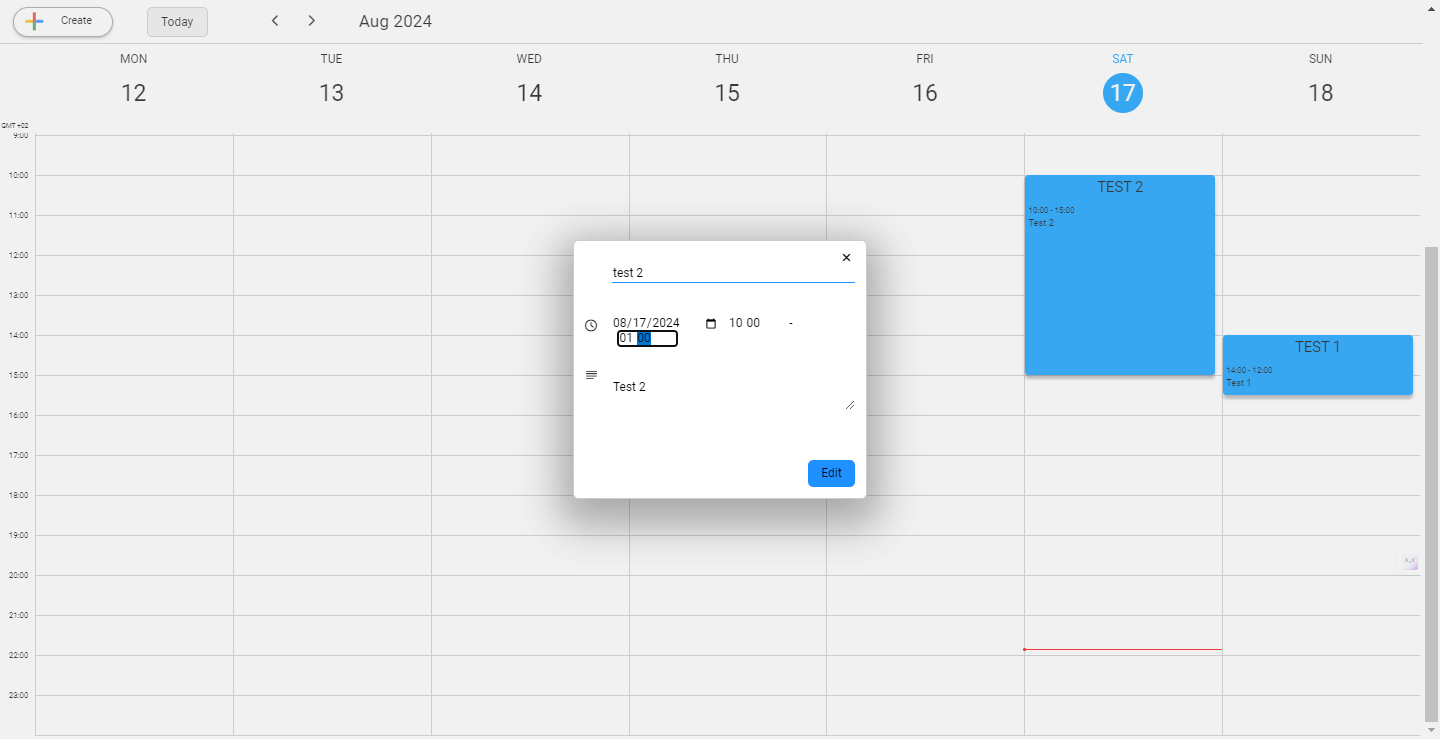 Create
Today
Aug 2024
MON TUE WED THU FRI SAT SUN
12 13 14 15 16 17 18
GMT +02
9:00
10:00
TEST 2
10:00 - 15:00
11:00
Test 2
12:00
test 2
13:00
08/17/2024 10 00 -
01 00
14:00
TEST 1
14:00 - 12:00
15:00
Test 1
Test 2
16:00
17:00
Edit
18:00
19:00
20:00
21:00
22:00
23:00